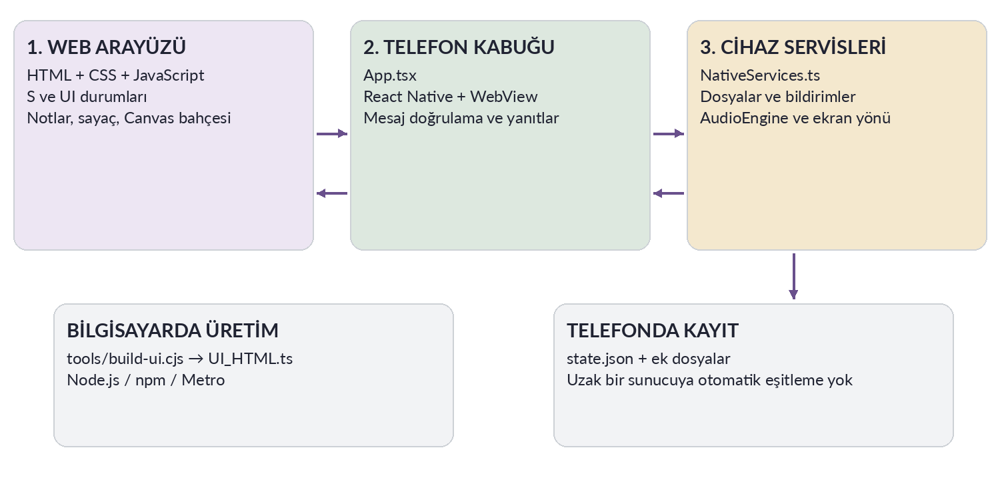 1. WEB ARAYÜZÜ
HTML + CSS + JavaScript
S ve UI durumları
Notlar, sayaç, Canvas bahçesi
2. TELEFON KABUĞU
App.tsx
React Native + WebView
Mesaj doğrulama ve yanıtlar
3. CİHAZ SERVİSLERİ
NativeServices.ts
Dosyalar ve bildirimler
AudioEngine ve ekran yönü
BİLGİSAYARDA ÜRETİM
tools/build-ui.cjs → UI_HTML.ts
Node.js / npm / Metro
TELEFONDA KAYIT
state.json + ek dosyalar
Uzak bir sunucuya otomatik eşitleme yok